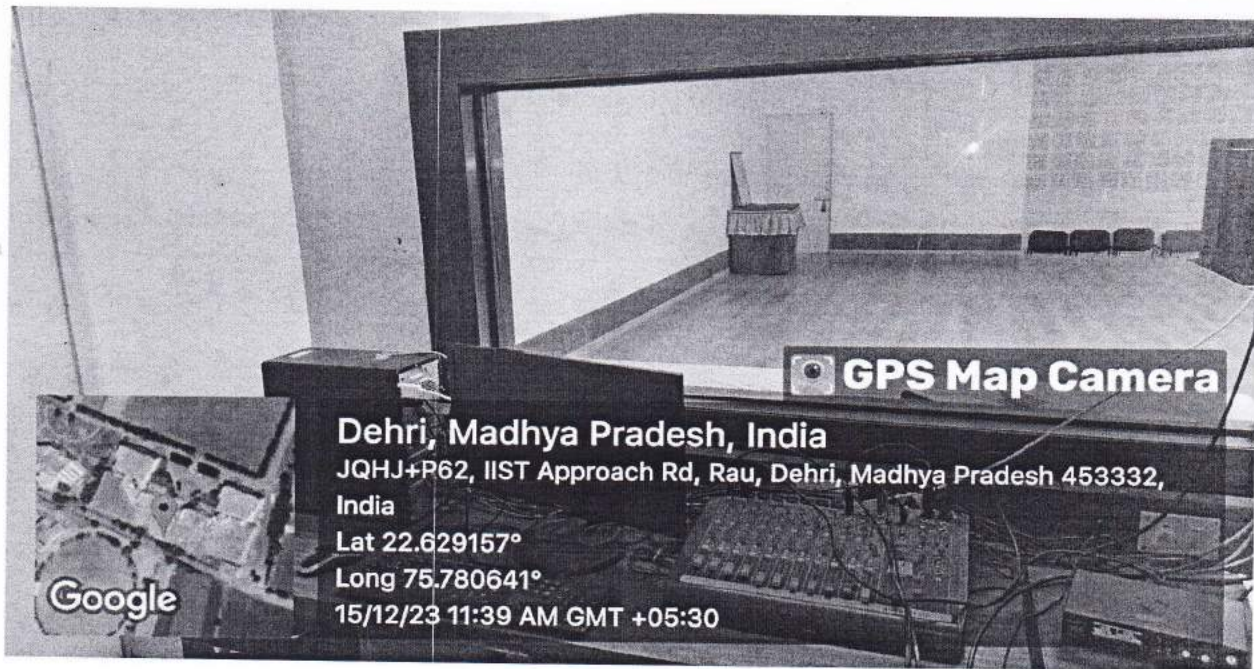 GPS Map Camera
Dehri, Madhya Pradesh, India
JQHJ+P62, IIST Approach Rd, Rau, Dehri, Madhya Pradesh 453332,
India
Lat 22.629157°
Long 75.780641°
15/12/23 11:39 AM GMT +05:30
Google